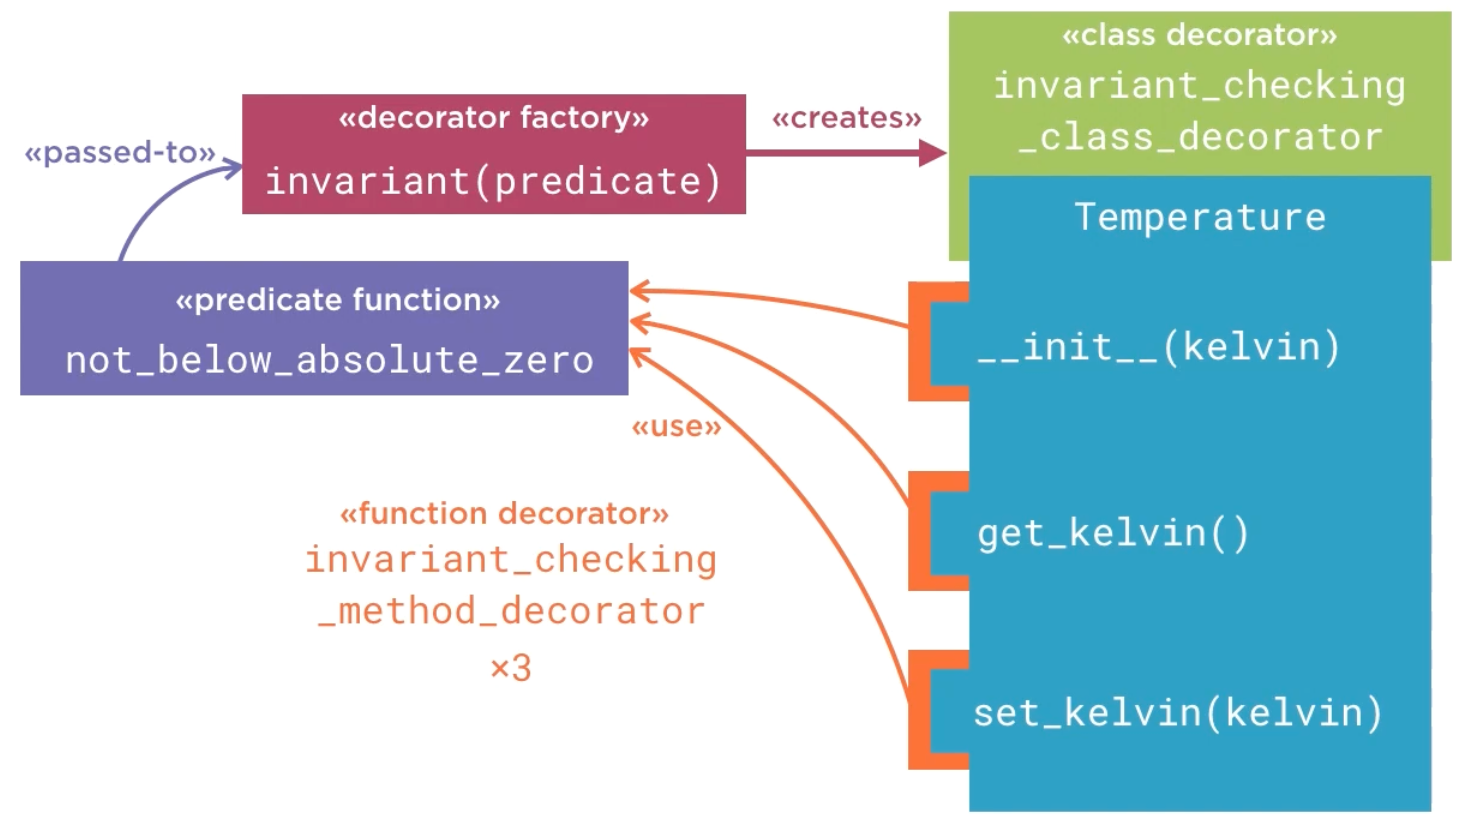 «class decorator»
invariant_checking
_class_decorator
«decorator factory»
invariant(predicate)
«creates»
«passed-to»
Temperature
«predicate function»
not_below_absolute_zero
__init__(kelvin)
«use»
«function decorator»
invariant_checking
_method_decorator
×3
get_kelvin()
set_kelvin(kelvin)